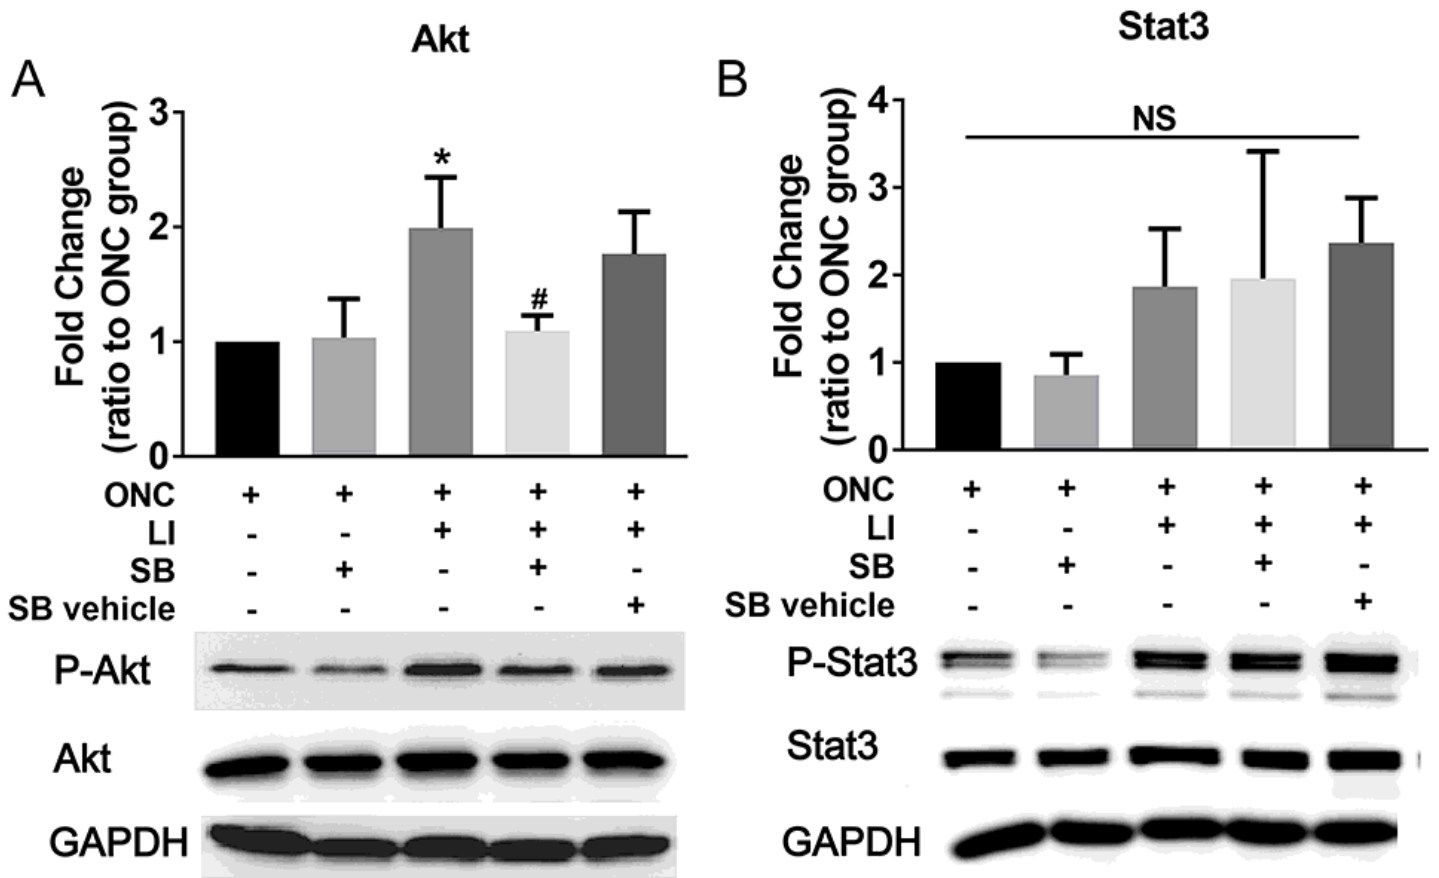 Akt
A
Fold Change
(ratio to ONC group)
3
2
1
0
*
#
ONC + + + + +
LI - - + + +
SB - + - + -
SB vehicle - - - - +
P-Akt
Akt
GAPDH
Stat3
B
Fold Change
(ratio to ONC group)
4
3
2
1
0
NS
ONC + + + + +
LI - - + + +
SB - + - + -
SB vehicle - - - - +
P-Stat3
Stat3
GAPDH